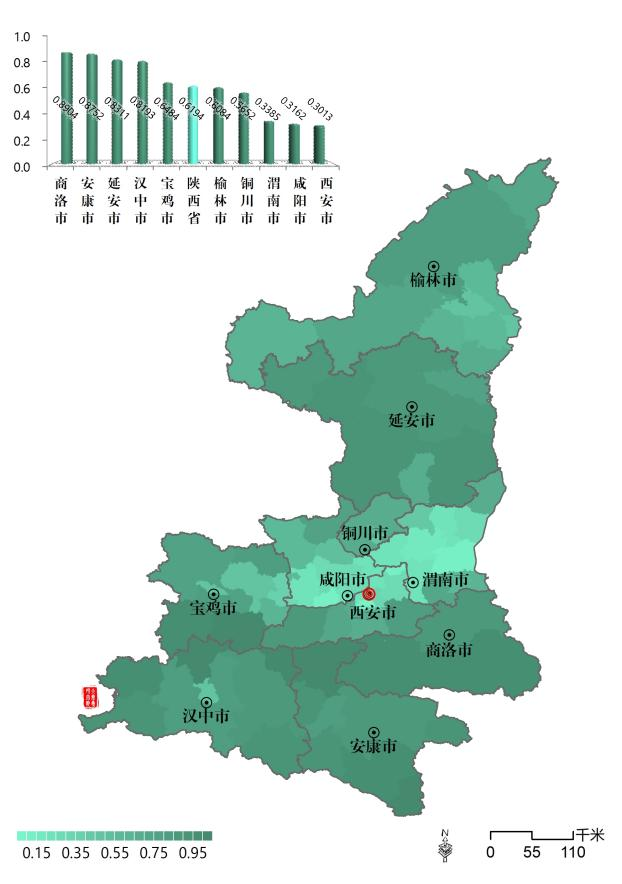 1.0
0.8
0.6
0.4
0.2
0.0
0.8904
0.8752
0.8311
0.8193
0.6484
0.6194
0.6084
0.5652
0.3385
0.3162
0.3013
商洛市
安康市
延安市
汉中市
宝鸡市
陕西省
榆林市
铜川市
渭南市
咸阳市
西安市
榆林市
延安市
铜川市
咸阳市
渭南市
宝鸡市
西安市
商洛市
汉中市
安康市
0.15 0.35 0.55 0.75 0.95
N
千米
0 55 110